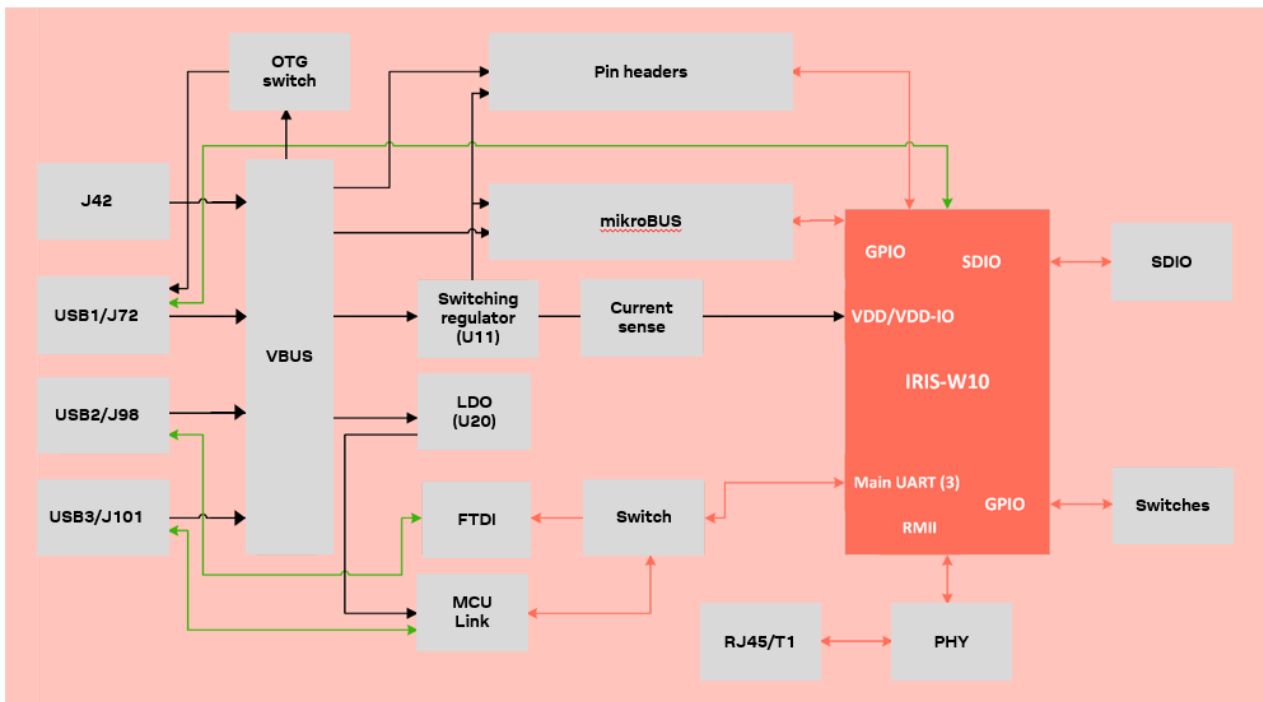 OTG
switch
Pin headers
J42
mikroBUS
GPIO
SDIO
SDIO
USB1/J72
Switching
regulator
(U11)
Current
sense
VDD/VDD-IO
VBUS
IRIS-W10
USB2/J98
LDO
(U20)
Main UART (3)
GPIO
RMII
Switches
USB3/J101
FTDI
Switch
MCU
Link
RJ45/T1
PHY